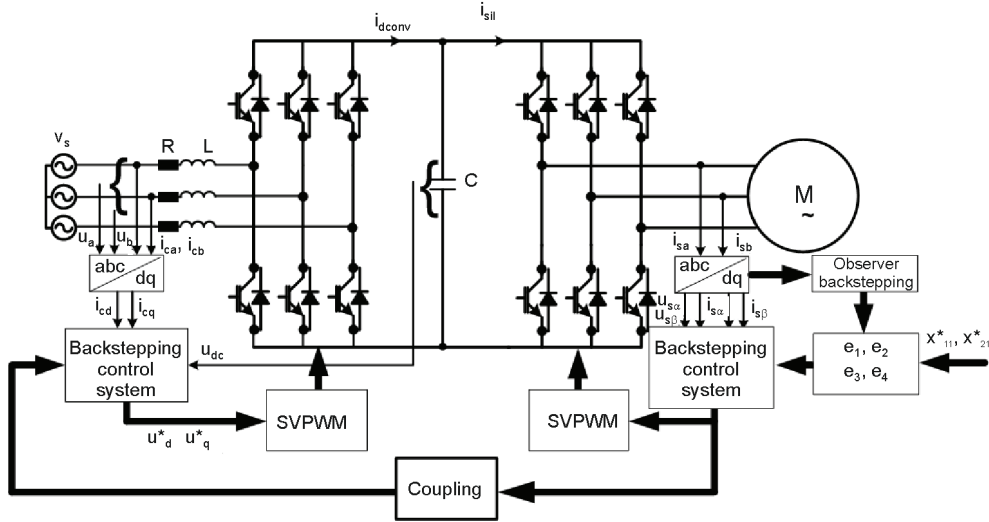 i_dconv
i_sil
v_s
R L
C
M
~
u_a u_b i_ca, i_cb
i_sa i_sb
abc
dq
abc
dq
Observer
backstepping
i_cd i_cq
u_sα i_sα i_sβ
u_sβ
Backstepping
control
system
u_dc
Backstepping
control
system
e_1, e_2
e_3, e_4
x*_11, x*_21
SVPWM
SVPWM
u*_d u*_q
Coupling